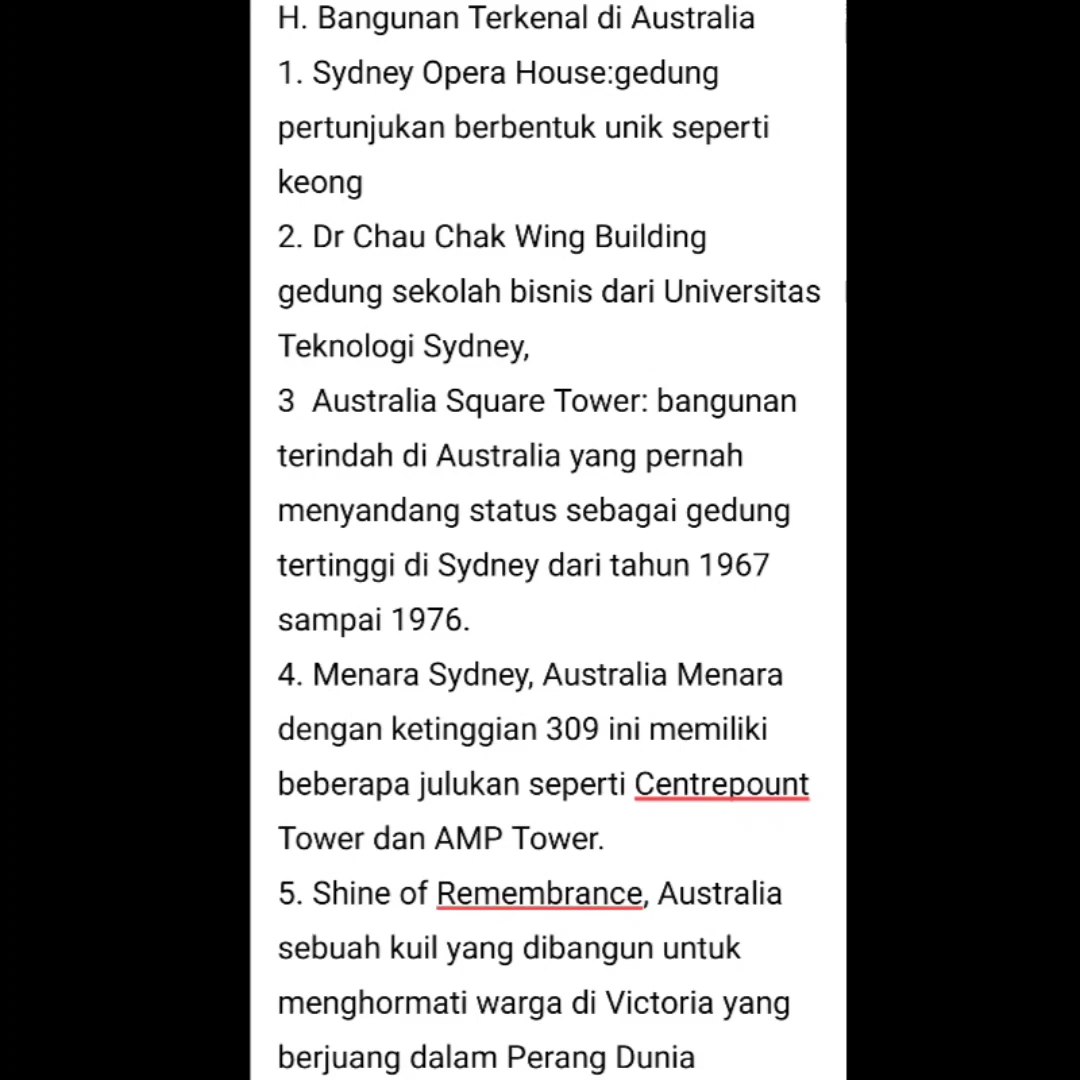 H. Bangunan Terkenal di Australia
1. Sydney Opera House:gedung
pertunjukan berbentuk unik seperti
keong
2. Dr Chau Chak Wing Building
gedung sekolah bisnis dari Universitas
Teknologi Sydney,
3  Australia Square Tower: bangunan
terindah di Australia yang pernah
menyandang status sebagai gedung
tertinggi di Sydney dari tahun 1967
sampai 1976.
4. Menara Sydney, Australia Menara
dengan ketinggian 309 ini memiliki
beberapa julukan seperti Centrepount
Tower dan AMP Tower.
5. Shine of Remembrance, Australia
sebuah kuil yang dibangun untuk
menghormati warga di Victoria yang
berjuang dalam Perang Dunia